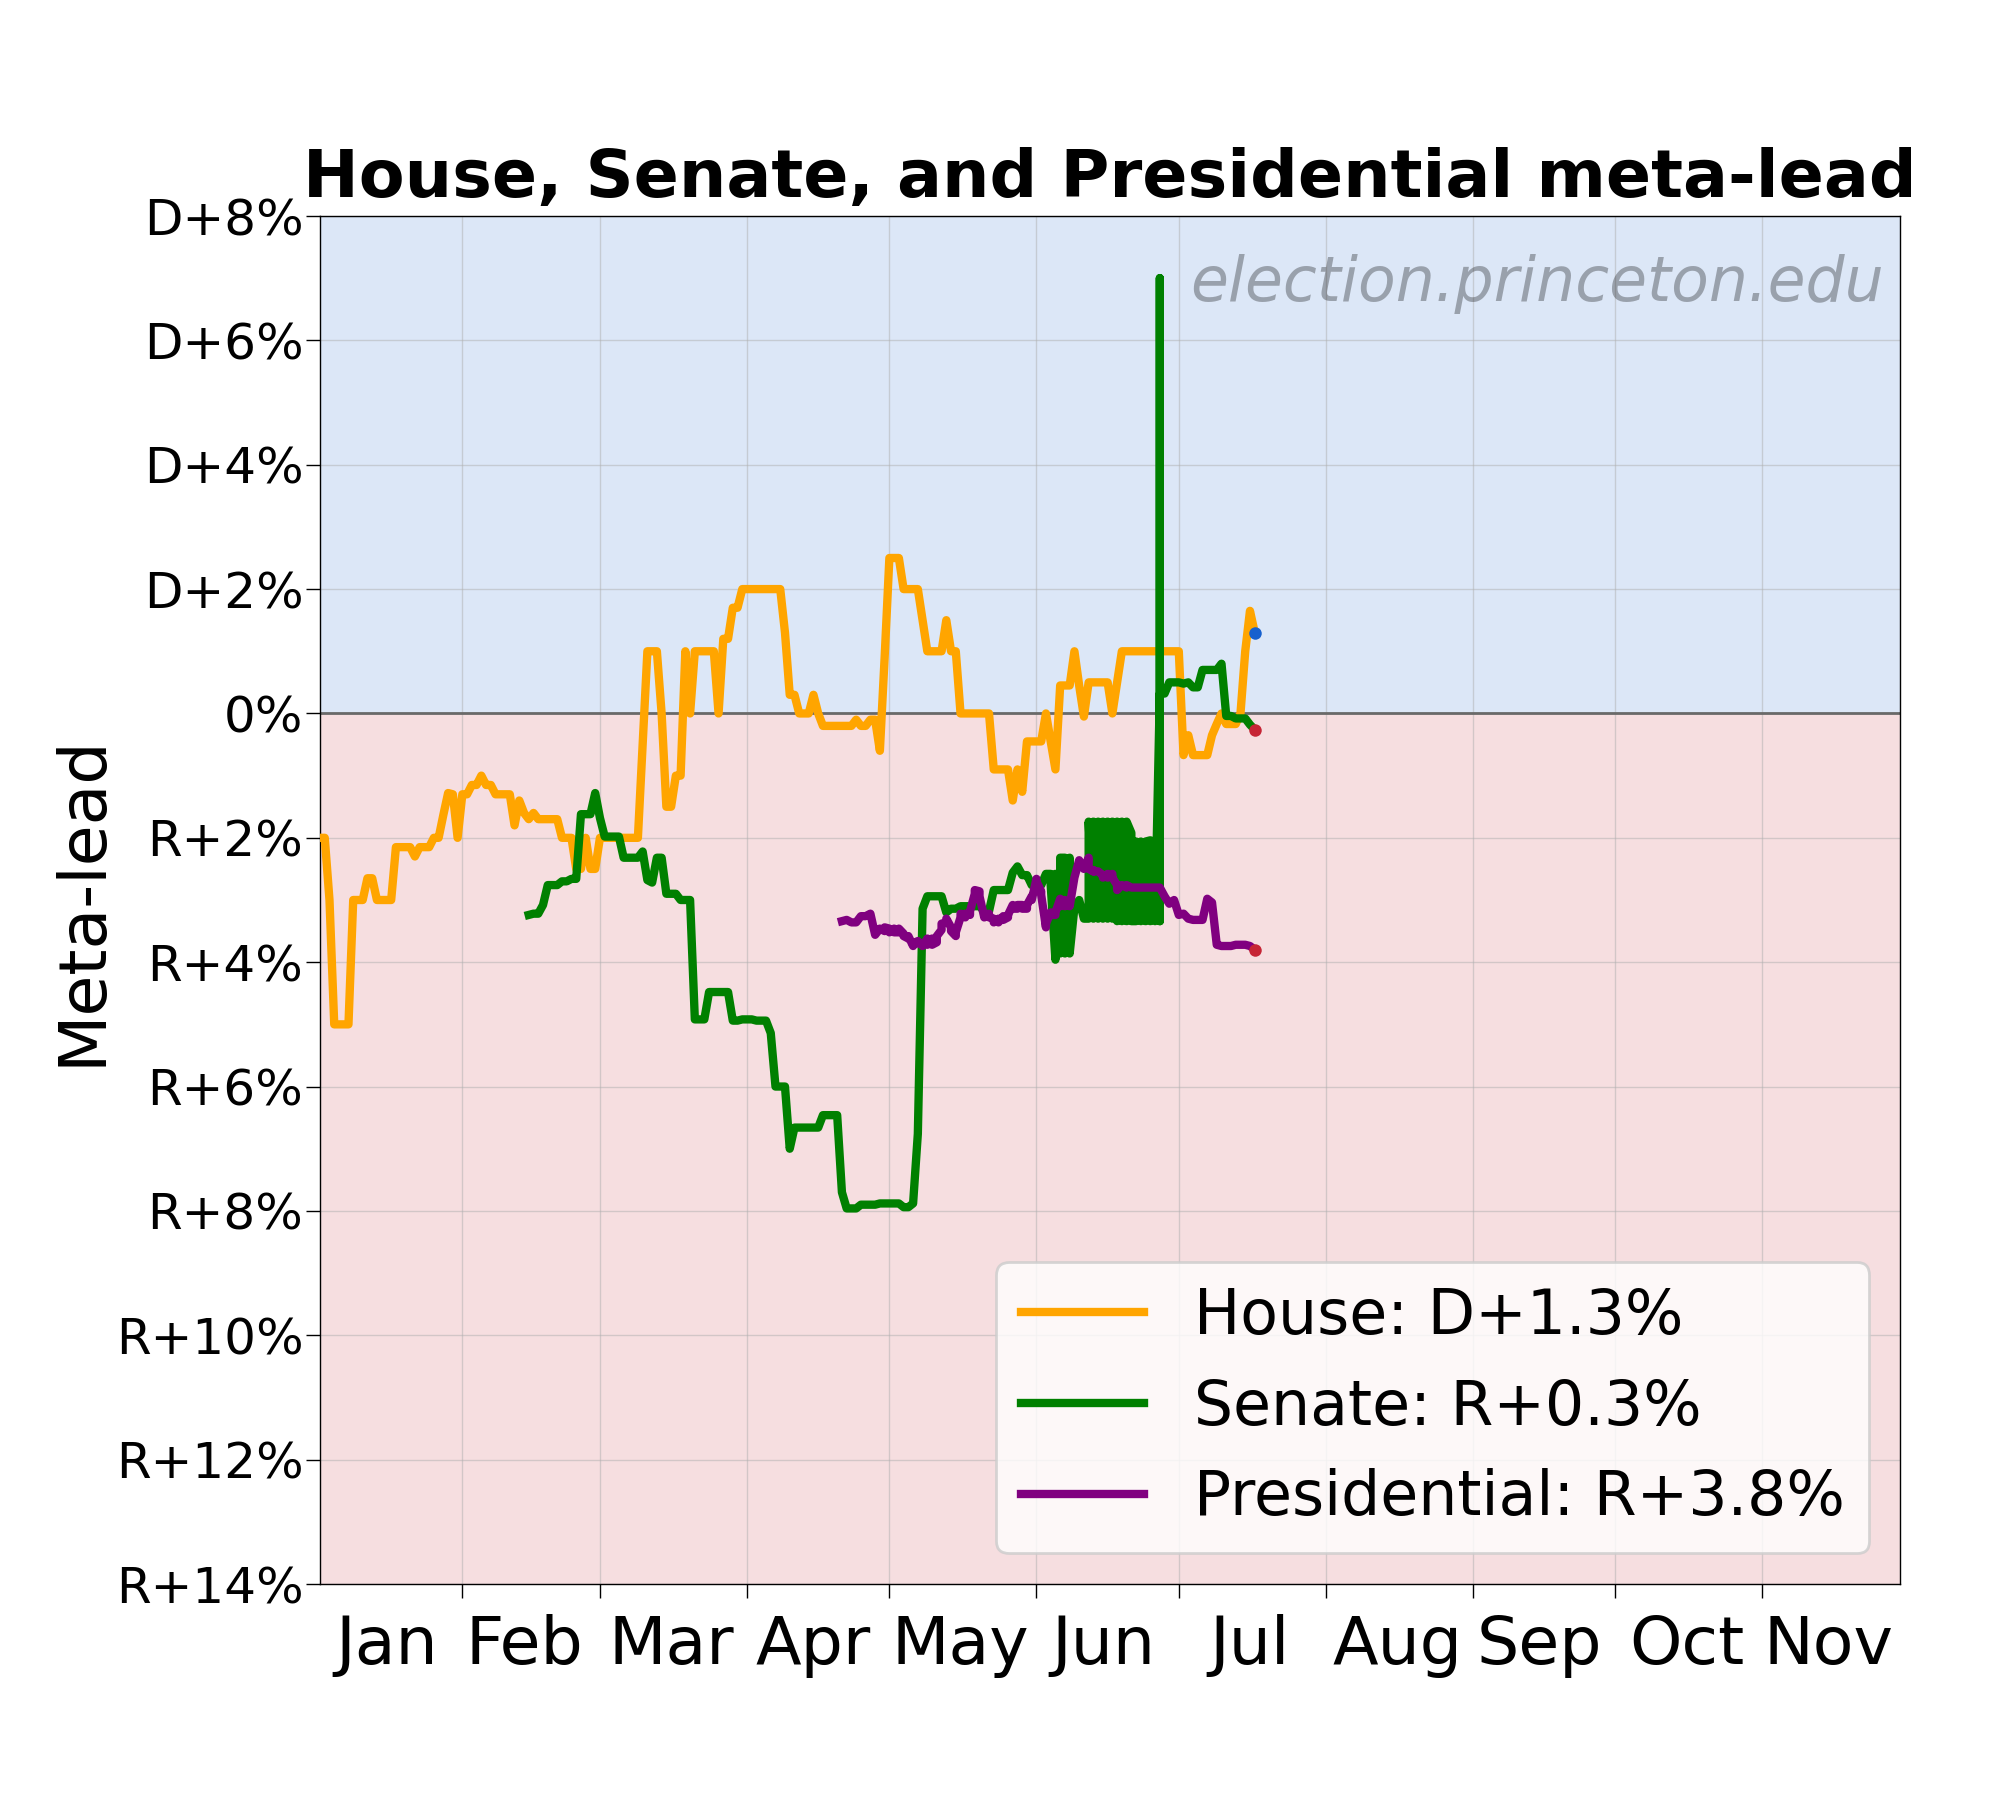 House, Senate, and Presidential meta-lead
election.princeton.edu
D+8%
D+6%
D+4%
D+2%
0%
R+2%
R+4%
R+6%
R+8%
R+10%
R+12%
R+14%
Meta-lead
House: D+1.3%
Senate: R+0.3%
Presidential: R+3.8%
Jan Feb Mar Apr May Jun Jul Aug Sep Oct Nov